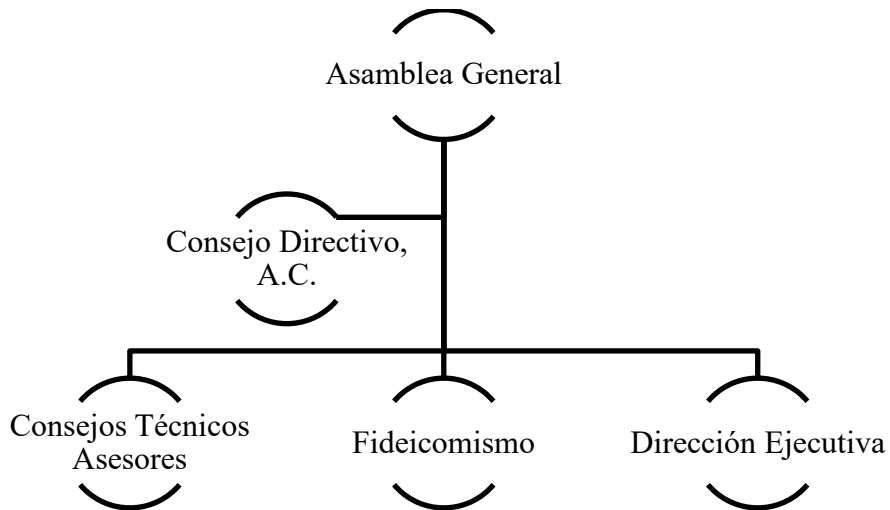 Asamblea General
Consejo Directivo,
A.C.
Consejos Técnicos
Asesores
Fideicomismo
Dirección Ejecutiva